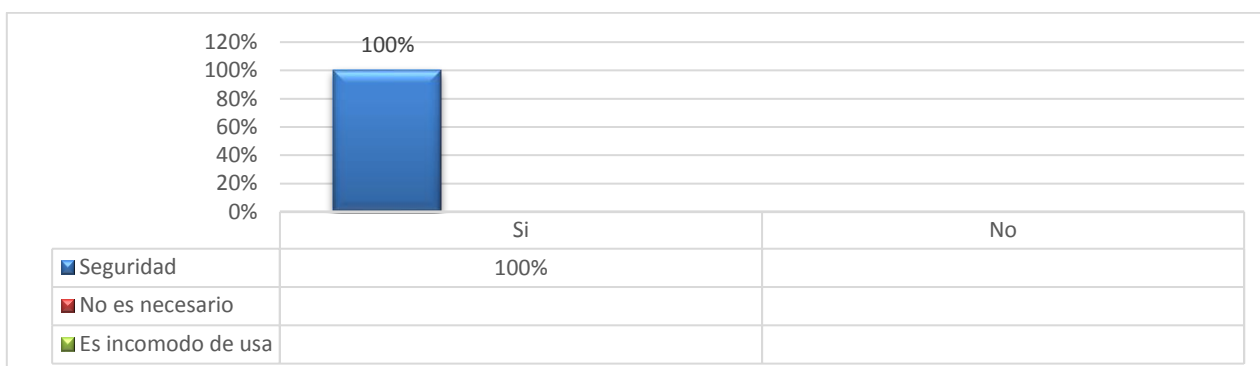 120%
100%
100%
80%
60%
40%
20%
0%
Si No
Seguridad 100%
No es necesario
Es incomodo de usa